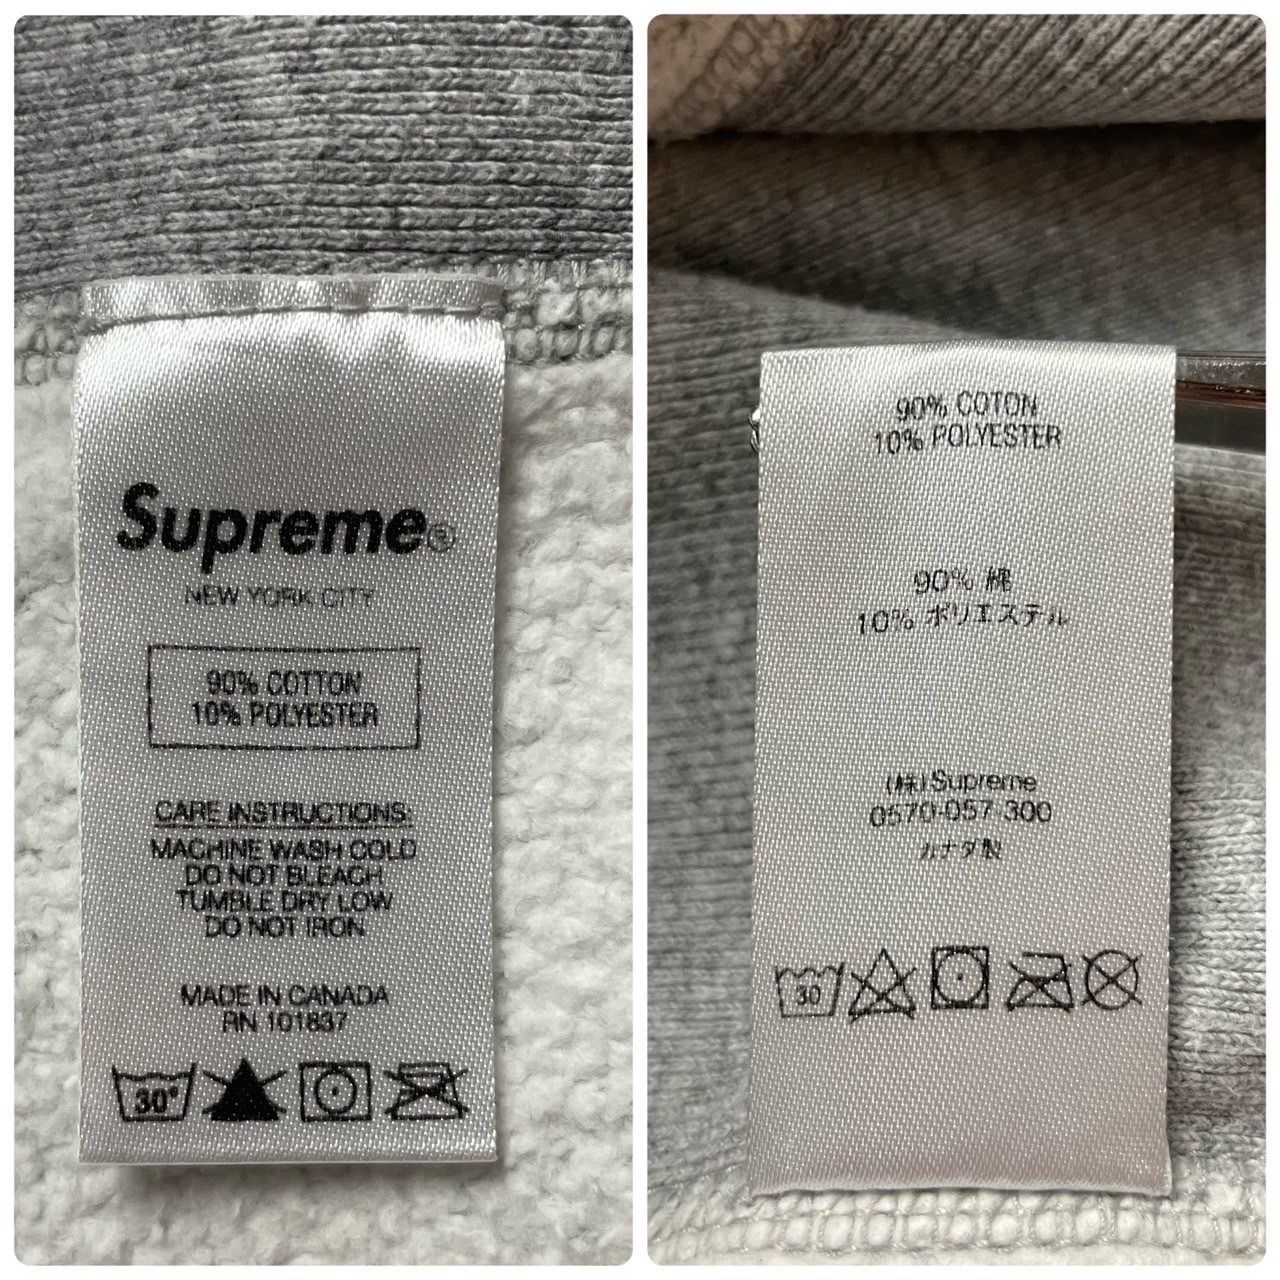 Supreme®
NEW YORK CITY
90% COTTON
10% POLYESTER
CARE INSTRUCTIONS:
MACHINE WASH COLD
DO NOT BLEACH
TUMBLE DRY LOW
DO NOT IRON
MADE IN CANADA
RN 101837
30°
90% COTON
10% POLYESTER
90% 綿
10% ポリエステル
(株)Supreme
0570-057-300
カナダ製
30